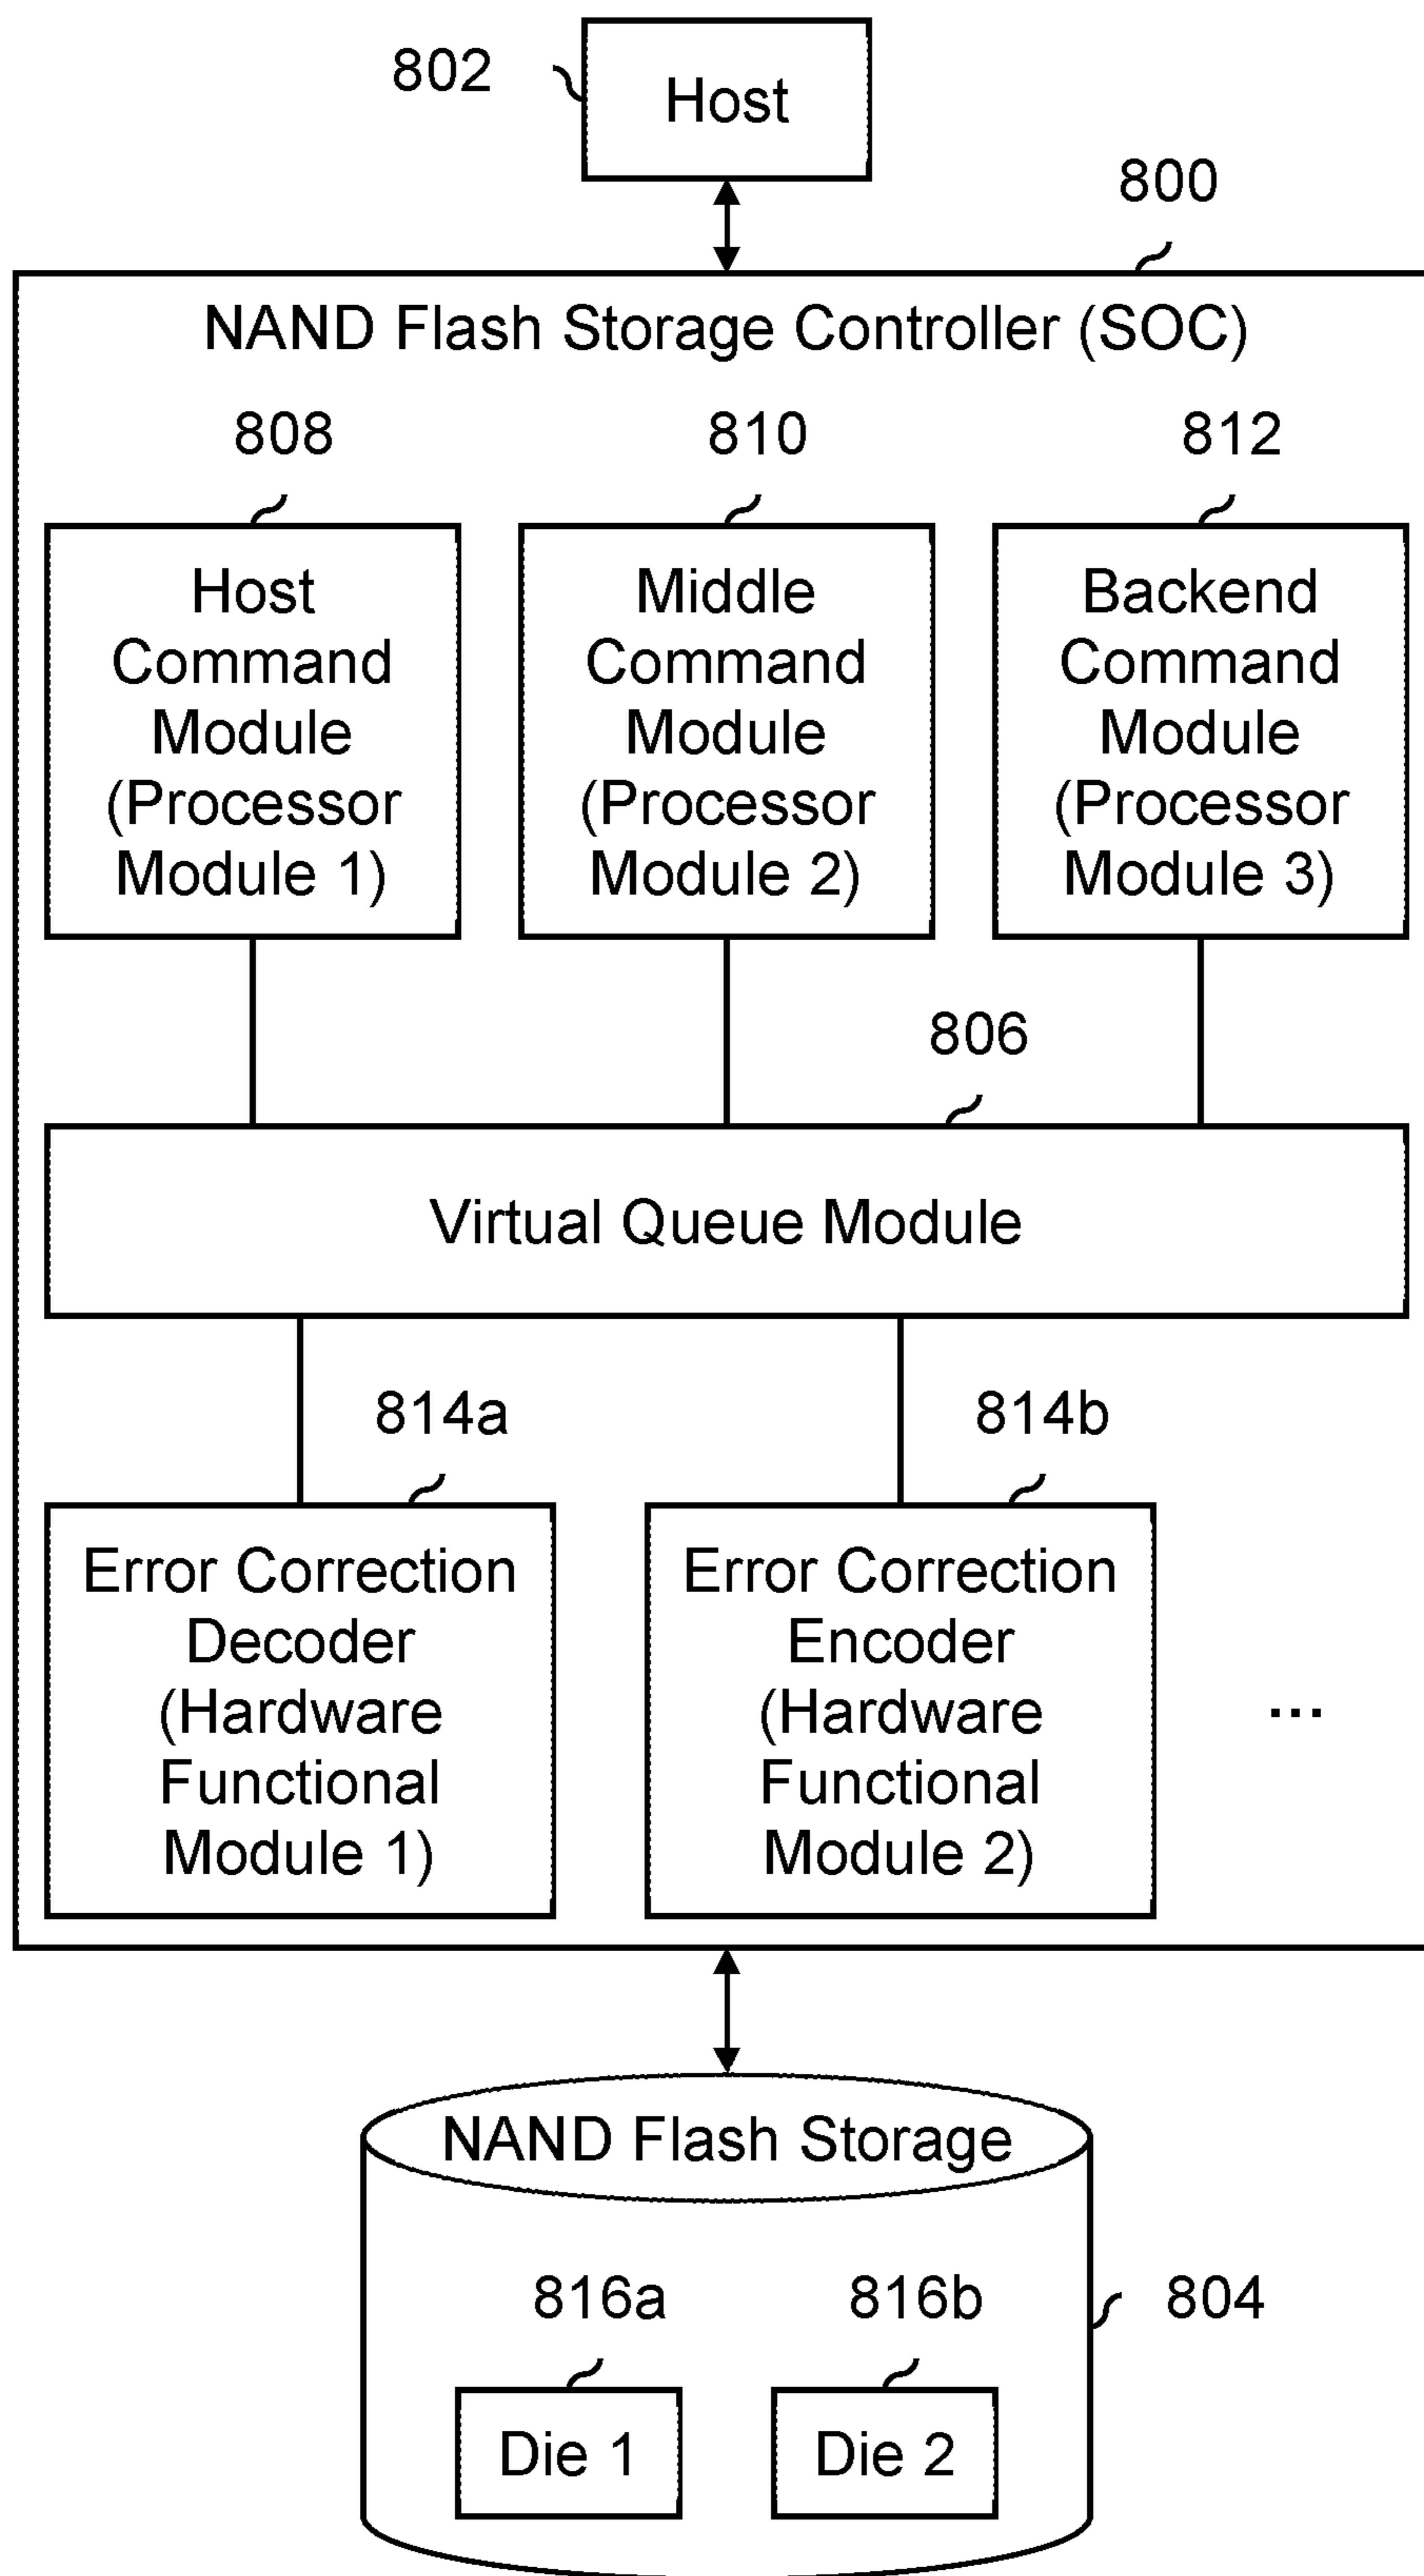 802
Host
800
NAND Flash Storage Controller (SOC)
808
810
812
Host
Command
Module
(Processor
Module 1)
Middle
Command
Module
(Processor
Module 2)
Backend
Command
Module
(Processor
Module 3)
806
Virtual Queue Module
814a
814b
Error Correction
Decoder
(Hardware
Functional
Module 1)
Error Correction
Encoder
(Hardware
Functional
Module 2)
...
NAND Flash Storage
816a
816b
804
Die 1
Die 2